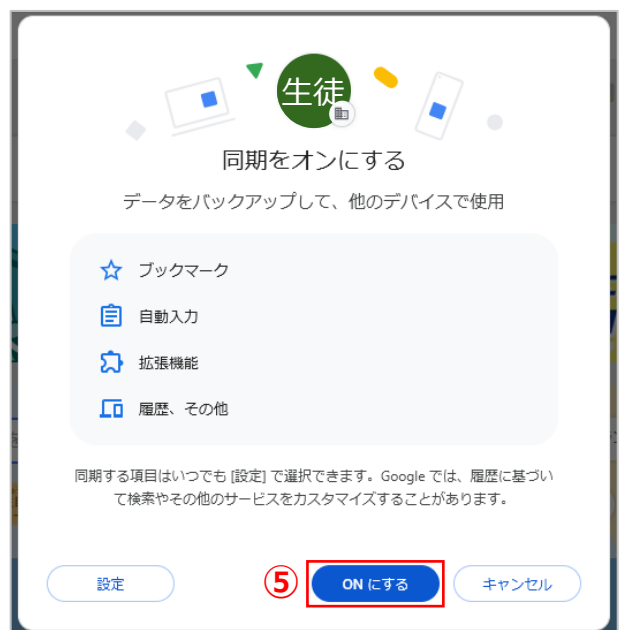 生徒
同期をオンにする
データをバックアップして、他のデバイスで使用
ブックマーク
自動入力
拡張機能
履歴、その他
同期する項目はいつでも [設定] で選択できます。Google では、履歴に基づい
て検索やその他のサービスをカスタマイズすることがあります。
設定
⑤
ON にする
キャンセル